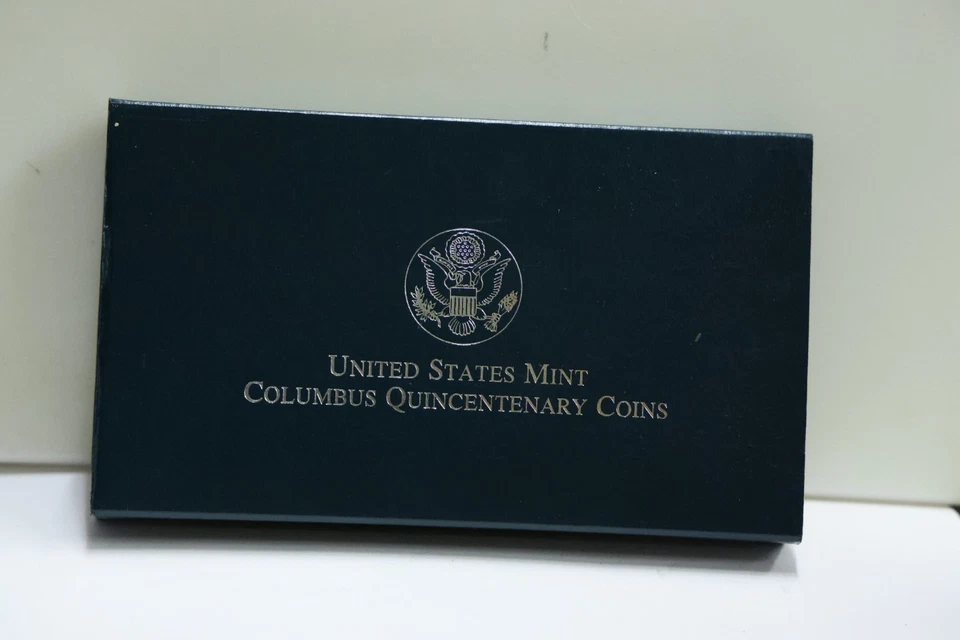 United States Mint
Columbus Quincentenary Coins